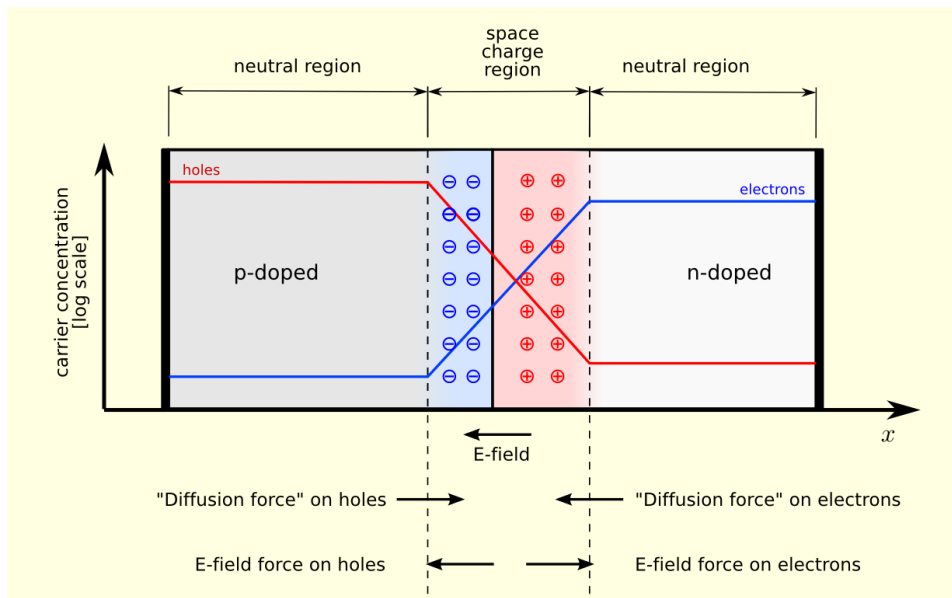 space
charge
region
neutral region
neutral region
holes
electrons
p-doped
n-doped
carrier concentration
[log scale]
x
E-field
"Diffusion force" on holes
"Diffusion force" on electrons
E-field force on holes
E-field force on electrons